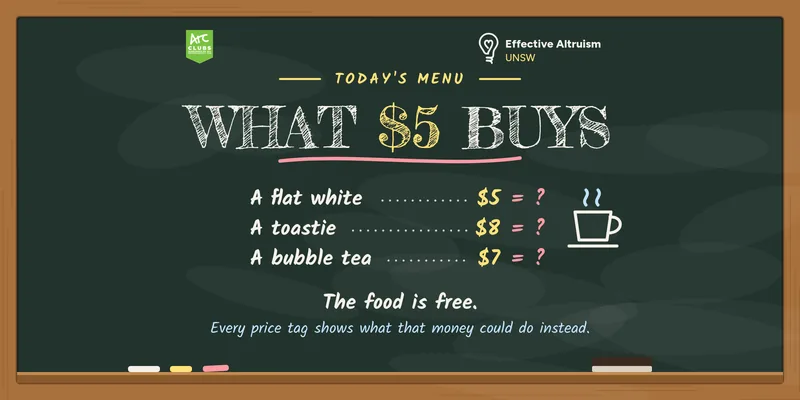 Arc
CLUBS
Effective Altruism
UNSW
TODAY'S MENU
WHAT $5 BUYS
A flat white ............ $5 = ?
A toastie ................ $8 = ?
A bubble tea ........... $7 = ?
The food is free.
Every price tag shows what that money could do instead.